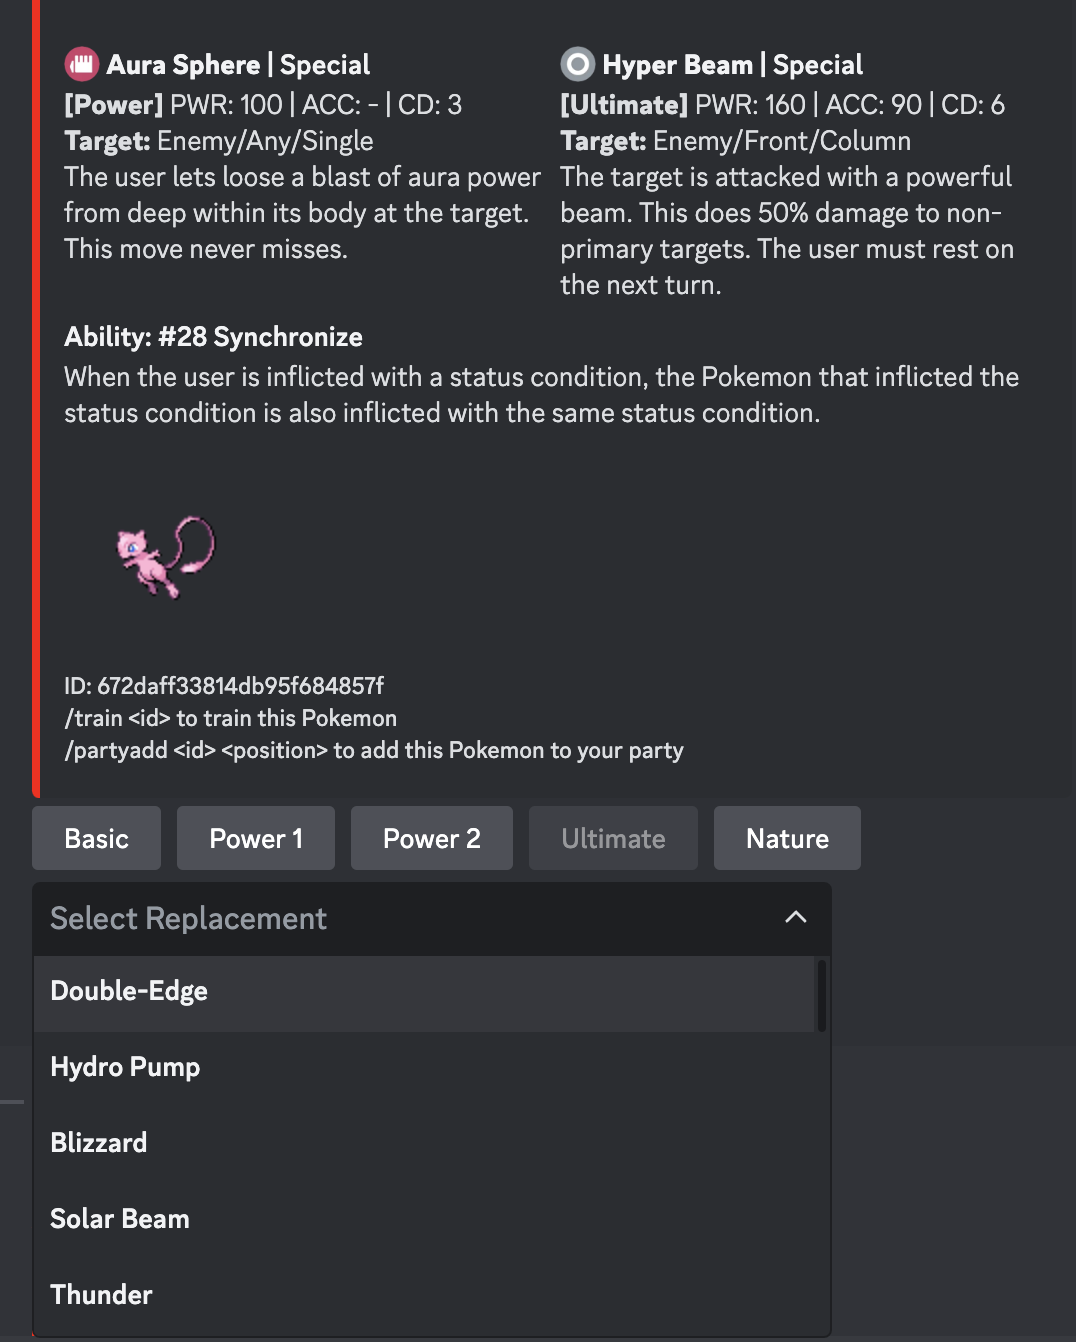 Aura Sphere | Special
[Power] PWR: 100 | ACC: - | CD: 3
Target: Enemy/Any/Single
The user lets loose a blast of aura power
from deep within its body at the target.
This move never misses.
Hyper Beam | Special
[Ultimate] PWR: 160 | ACC: 90 | CD: 6
Target: Enemy/Front/Column
The target is attacked with a powerful
beam. This does 50% damage to non-
primary targets. The user must rest on
the next turn.
Ability: #28 Synchronize
When the user is inflicted with a status condition, the Pokemon that inflicted the
status condition is also inflicted with the same status condition.
ID: 672daff33814db95f684857f
/train <id> to train this Pokemon
/partyadd <id> <position> to add this Pokemon to your party
Basic
Power 1
Power 2
Ultimate
Nature
Select Replacement
Double-Edge
Hydro Pump
Blizzard
Solar Beam
Thunder